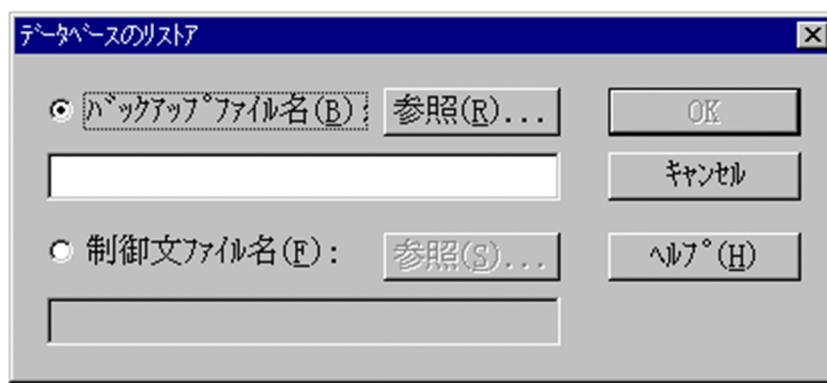 ﾃﾞｰﾀﾍﾞｰｽのﾘｽﾄｱ
ﾊﾞｯｸｱｯﾌﾟﾌｧｲﾙ名(B):
参照(R)...
OK
ｷｬﾝｾﾙ
制御文ﾌｧｲﾙ名(F):
参照(S)...
ﾍﾙﾌﾟ(H)